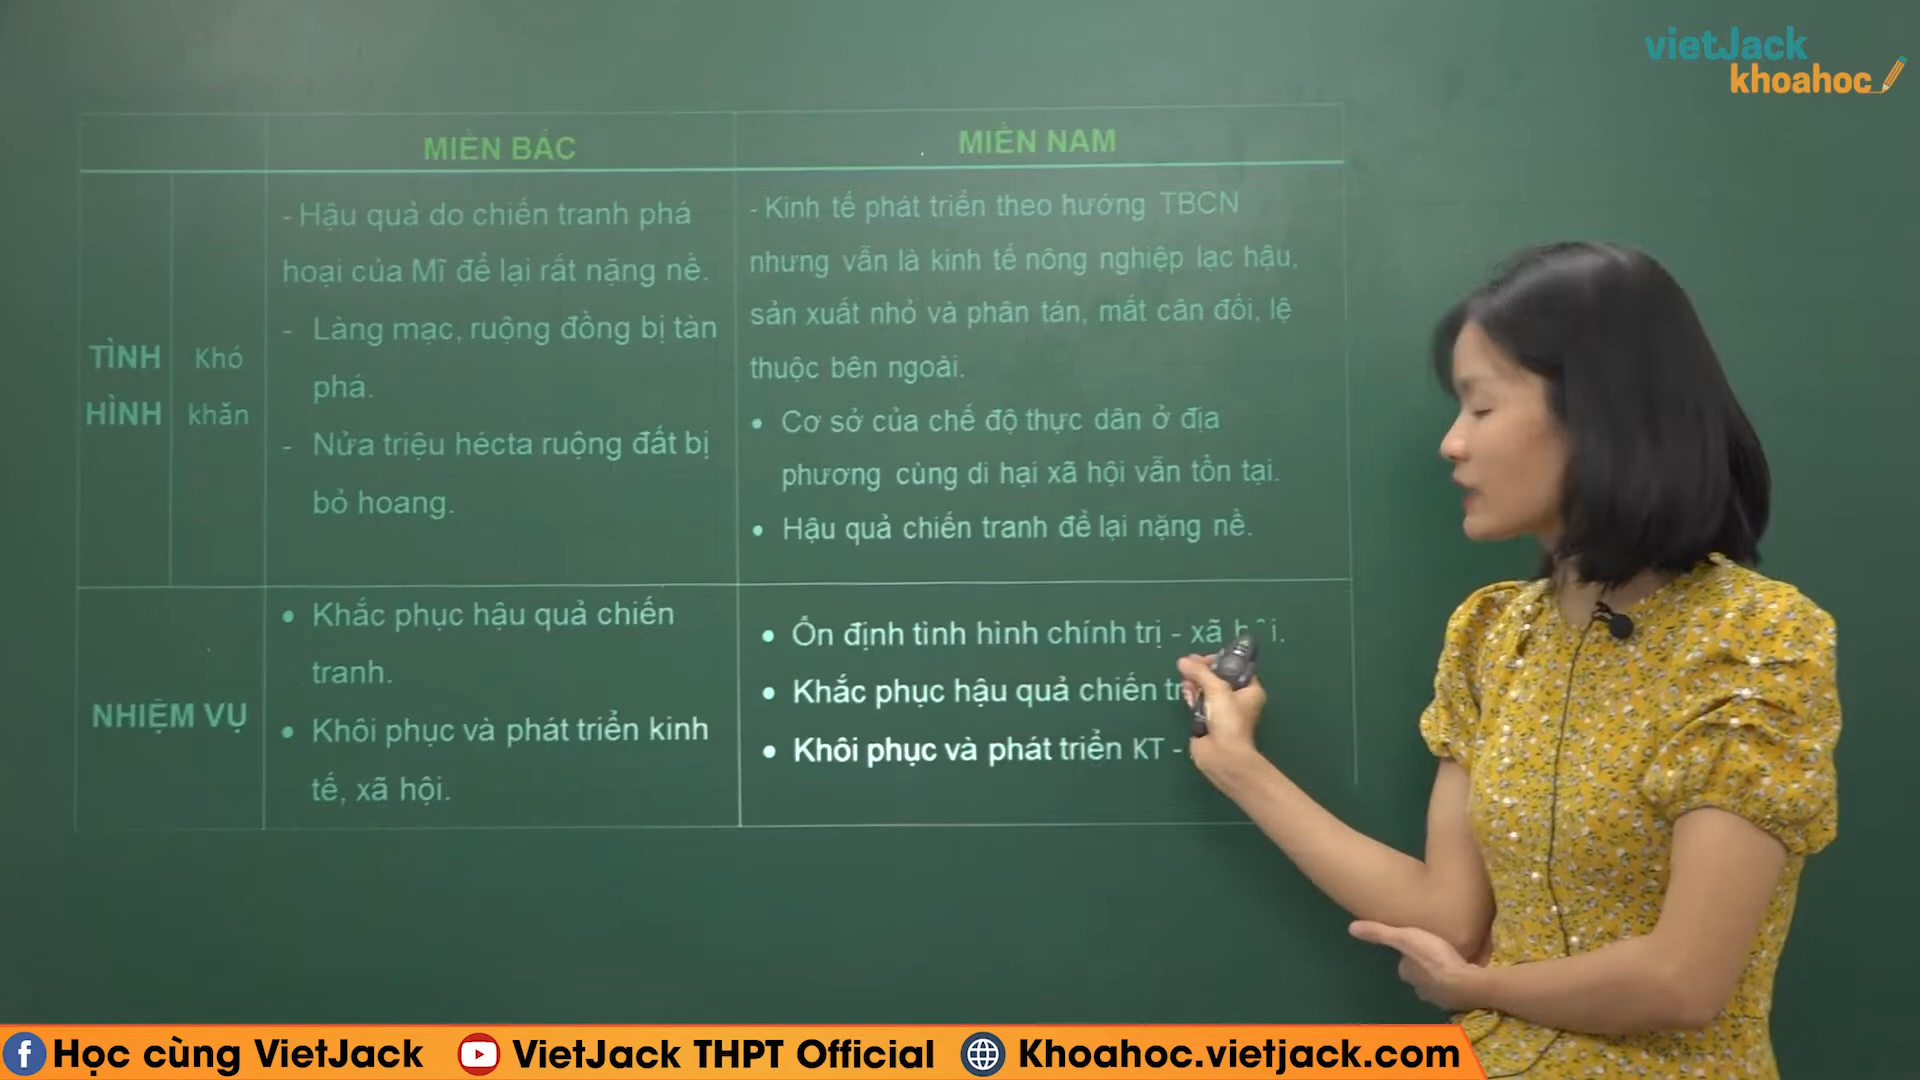 vietJack
khoahoc
MIỀN BẮC
MIỀN NAM
TÌNH
HÌNH
Khó
khăn
- Hậu quả do chiến tranh phá
hoại của Mĩ để lại rất nặng nề.
- Làng mạc, ruộng đồng bị tàn
phá.
- Nửa triệu hécta ruộng đất bị
bỏ hoang.
- Kinh tế phát triển theo hướng TBCN
nhưng vẫn là kinh tế nông nghiệp lạc hậu,
sản xuất nhỏ và phân tán, mất cân đối, lệ
thuộc bên ngoài.
• Cơ sở của chế độ thực dân ở địa
phương cùng di hại xã hội vẫn tồn tại.
• Hậu quả chiến tranh để lại nặng nề.
NHIỆM VỤ
• Khắc phục hậu quả chiến
tranh.
• Khôi phục và phát triển kinh
tế, xã hội.
• Ổn định tình hình chính trị - xã
• Khắc phục hậu quả chiến
• Khôi phục và phát triển KT -
Học cùng VietJack
VietJack THPT Official
Khoahoc.vietjack.com